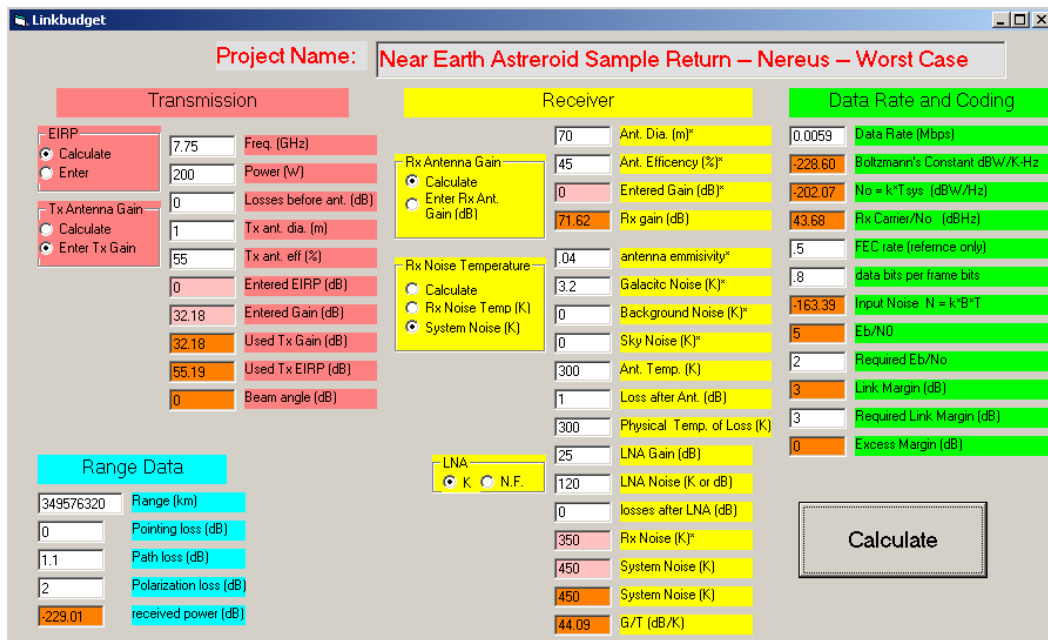 Linkbudget
Project Name: Near Earth Astreroid Sample Return – Nereus – Worst Case
Transmission
EIRP
Calculate
Enter
Tx Antenna Gain
Calculate
Enter Tx Gain
7.75 Freq. (GHz)
200 Power (W)
0 Losses before ant. (dB)
1 Tx ant. dia. (m)
55 Tx ant. eff (%)
0 Entered EIRP (dB)
32.18 Entered Gain (dB)
32.18 Used Tx Gain (dB)
55.19 Used Tx EIRP (dB)
0 Beam angle (dB)
Range Data
349576320 Range (km)
0 Pointing loss (dB)
1.1 Path loss (dB)
2 Polarization loss (dB)
-229.01 received power (dB)
Receiver
Rx Antenna Gain
Calculate
Enter Rx Ant.
Gain (dB)
Rx Noise Temperature
Calculate
Rx Noise Temp (K)
System Noise (K)
LNA
K N.F.
70 Ant. Dia. (m)*
45 Ant. Efficency (%)*
0 Entered Gain (dB)*
71.62 Rx gain (dB)
.04 antenna emmisivity*
3.2 Galacitc Noise (K)*
0 Background Noise (K)*
0 Sky Noise (K)*
300 Ant. Temp. (K)
1 Loss after Ant. (dB)
300 Physical Temp. of Loss (K)
25 LNA Gain (dB)
120 LNA Noise (K or dB)
0 losses after LNA (dB)
350 Rx Noise (K)*
450 System Noise (K)
450 System Noise (K)
44.09 G/T (dB/K)
Data Rate and Coding
0.0059 Data Rate (Mbps)
-228.60 Boltzmann's Constant dBW/K-Hz
-202.07 No = k*Tsys (dBW/Hz)
43.68 Rx Carrier/No (dBHz)
.5 FEC rate (refernce only)
.8 data bits per frame bits
-163.39 Input Noise N = k*B*T
5 Eb/N0
2 Required Eb/No
3 Link Margin (dB)
3 Required Link Margin (dB)
0 Excess Margin (dB)
Calculate